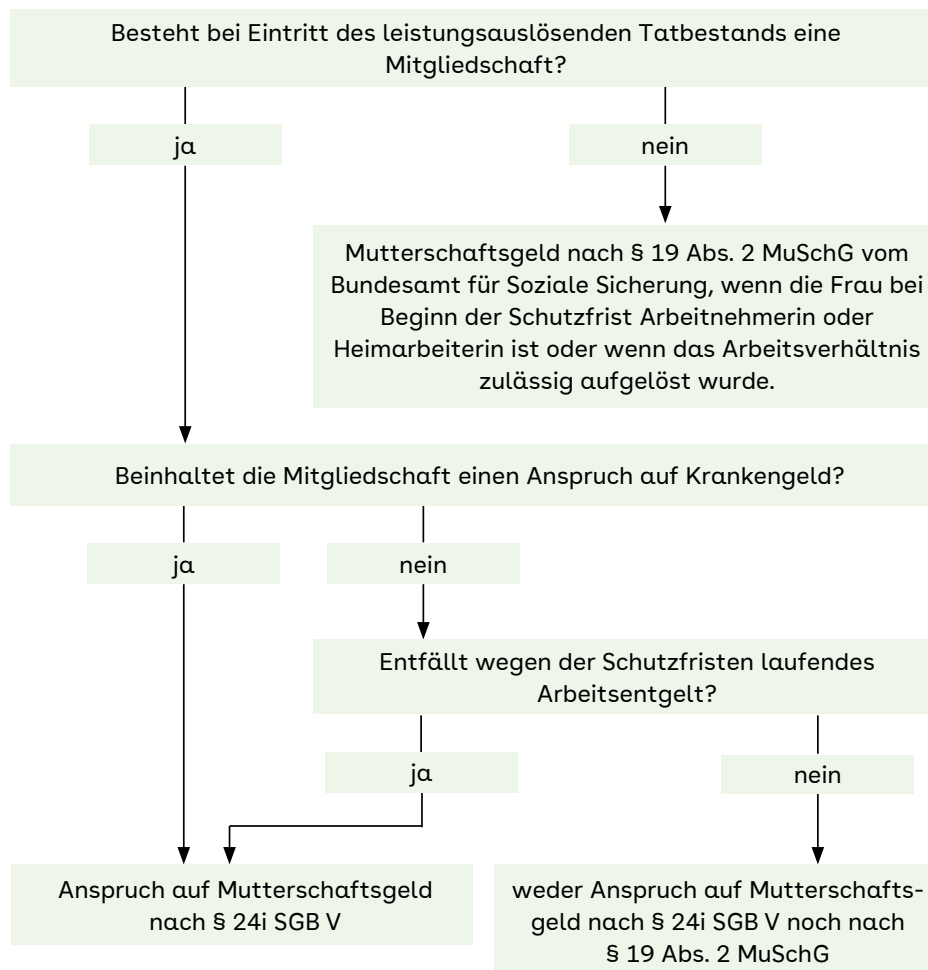 Besteht bei Eintritt des leistungsauslösenden Tatbestands eine
Mitgliedschaft?
ja
nein
Mutterschaftsgeld nach § 19 Abs. 2 MuSchG vom
Bundesamt für Soziale Sicherung, wenn die Frau bei
Beginn der Schutzfrist Arbeitnehmerin oder
Heimarbeiterin ist oder wenn das Arbeitsverhältnis
zulässig aufgelöst wurde.
Beinhaltet die Mitgliedschaft einen Anspruch auf Krankengeld?
ja
nein
Entfällt wegen der Schutzfristen laufendes
Arbeitsentgelt?
ja
nein
Anspruch auf Mutterschaftsgeld
nach § 24i SGB V
weder Anspruch auf Mutterschafts-
geld nach § 24i SGB V noch nach
§ 19 Abs. 2 MuSchG